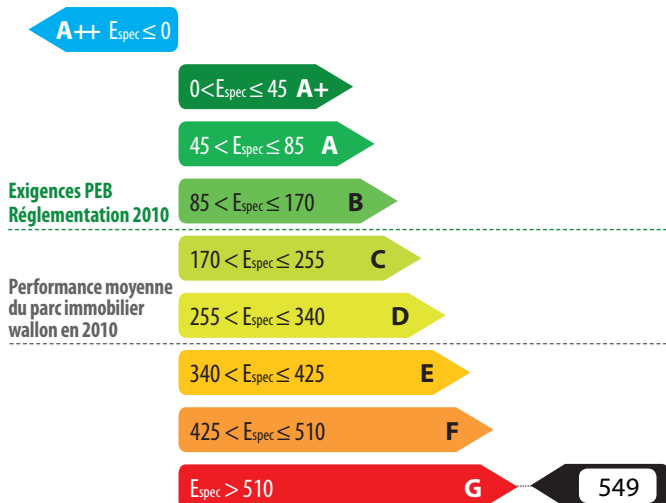 A++ Espec ≤ 0
0 < Espec ≤ 45 A+
45 < Espec ≤ 85 A
Exigences PEB
Réglementation 2010
85 < Espec ≤ 170 B
170 < Espec ≤ 255 C
Performance moyenne
du parc immobilier
wallon en 2010
255 < Espec ≤ 340 D
340 < Espec ≤ 425 E
425 < Espec ≤ 510 F
Espec > 510 G 549